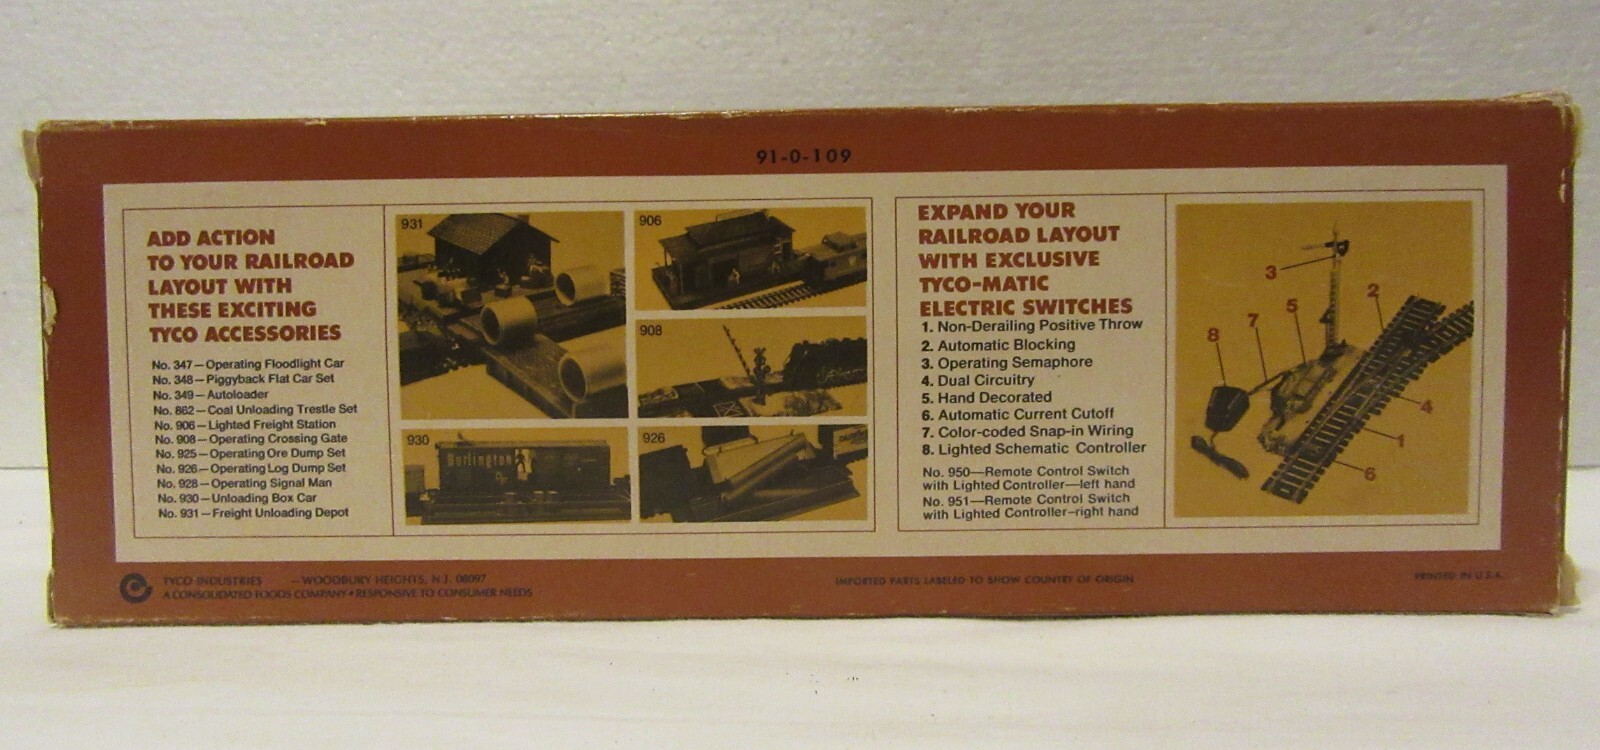 91-0-109
ADD ACTION
TO YOUR RAILROAD
LAYOUT WITH
THESE EXCITING
TYCO ACCESSORIES
No. 347—Operating Floodlight Car
No. 348—Piggyback Flat Car Set
No. 349—Autoloader
No. 862—Coal Unloading Trestle Set
No. 906—Lighted Freight Station
No. 908—Operating Crossing Gate
No. 925—Operating Ore Dump Set
No. 926—Operating Log Dump Set
No. 928—Operating Signal Man
No. 930—Unloading Box Car
No. 931—Freight Unloading Depot
931
906
908
930
Burlington
926
EXPAND YOUR
RAILROAD LAYOUT
WITH EXCLUSIVE
TYCO-MATIC
ELECTRIC SWITCHES
1. Non-Derailing Positive Throw
2. Automatic Blocking
3. Operating Semaphore
4. Dual Circuitry
5. Hand Decorated
6. Automatic Current Cutoff
7. Color-coded Snap-in Wiring
8. Lighted Schematic Controller
No. 950—Remote Control Switch
with Lighted Controller—left hand
No. 951—Remote Control Switch
with Lighted Controller—right hand
3
2
5
7
8
4
1
6
TYCO INDUSTRIES —WOODBURY HEIGHTS, N.J. 08097
A CONSOLIDATED FOODS COMPANY • RESPONSIVE TO CONSUMER NEEDS
IMPORTED PARTS LABELED TO SHOW COUNTRY OF ORIGIN
PRINTED IN U.S.A.